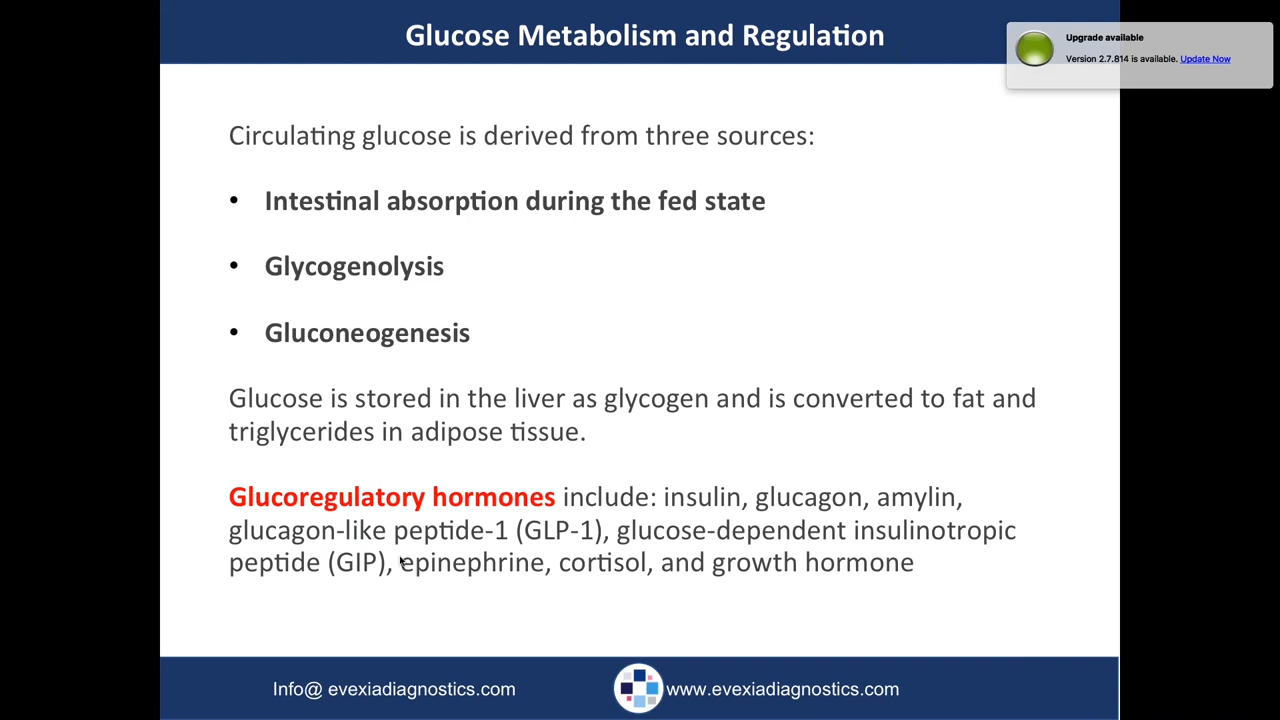 Glucose Metabolism and Regulation
Upgrade available
Version 2.7.814 is available. Update Now
Circulating glucose is derived from three sources:
• Intestinal absorption during the fed state
• Glycogenolysis
• Gluconeogenesis
Glucose is stored in the liver as glycogen and is converted to fat and
triglycerides in adipose tissue.
Glucoregulatory hormones include: insulin, glucagon, amylin,
glucagon-like peptide-1 (GLP-1), glucose-dependent insulinotropic
peptide (GIP), epinephrine, cortisol, and growth hormone
Info@ evexiadiagnostics.com
www.evexiadiagnostics.com